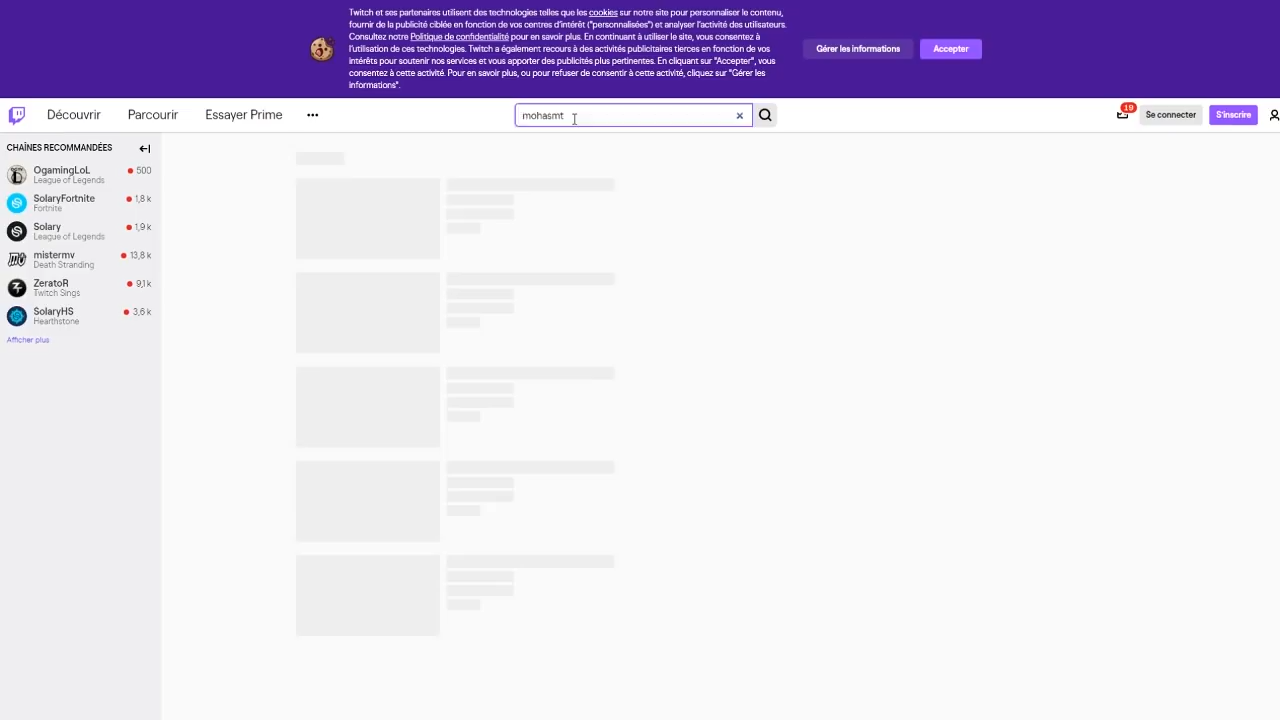 Twitch et ses partenaires utilisent des technologies telles que les cookies sur notre site pour personnaliser le contenu,
fournir de la publicité ciblée en fonction de vos centres d'intérêt ("personnalisées") et analyser l'activité des utilisateurs.
Consultez notre Politique de confidentialité pour en savoir plus. En continuant à utiliser le site, vous consentez à
l'utilisation de ces technologies. Twitch a également recours à des activités publicitaires tierces en fonction de vos
intérêts pour soutenir nos services et vous apporter des publicités plus pertinentes. En cliquant sur "Accepter", vous
consentez à cette activité. Pour en savoir plus, ou pour refuser de consentir à cette activité, cliquez sur "Gérer les
informations".
Gérer les informations
Accepter
Découvrir
Parcourir
Essayer Prime
mohasmt
19
Se connecter
S'inscrire
CHAÎNES RECOMMANDÉES
OgamingLoL 500
League of Legends
SolaryFortnite 1,8 k
Fortnite
Solary 1,9 k
League of Legends
mistermv 13,8 k
Death Stranding
ZeratoR 9,1 k
Twitch Sings
SolaryHS 3,6 k
Hearthstone
Afficher plus